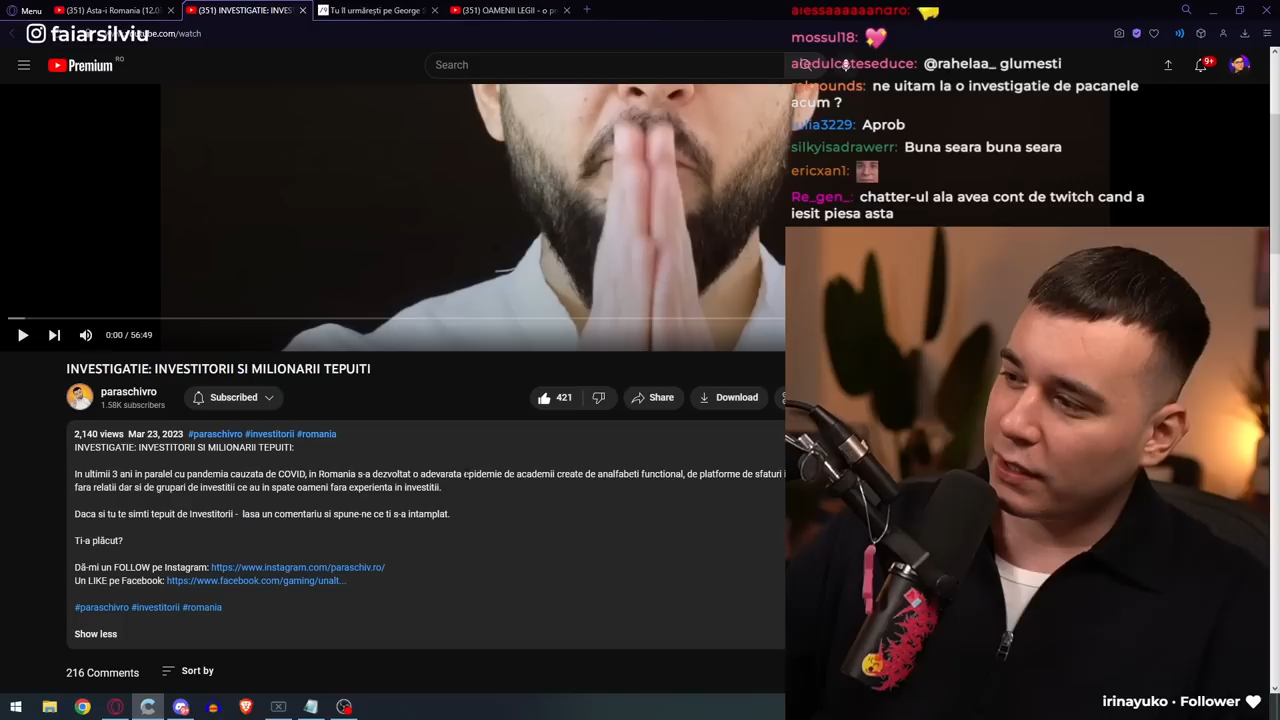 Menu
(351) Asta-i Romania (12.0
(351) INVESTIGATIE: INVES
Tu îl urmărești pe George S
(351) OAMENII LEGII - o p
faiarsilviu
/watch
Premium RO
Search
9+
mossul18:
@rahelaa_ glumesti
ne uitam la o investigatie de pacanele
acum ?
Aprob
silkyisadrawerr: Buna seara buna seara
ericxan1:
Re_gen_: chatter-ul ala avea cont de twitch cand a
iesit piesa asta
0:00 / 56:49
INVESTIGATIE: INVESTITORII SI MILIONARII TEPUITI
paraschivro
1.58K subscribers
Subscribed
421
Share
Download
2,140 views Mar 23, 2023 #paraschivro #investitorii #romania
INVESTIGATIE: INVESTITORII SI MILIONARII TEPUITI:
In ultimii 3 ani in paralel cu pandemia cauzata de COVID, in Romania s-a dezvoltat o adevarata epidemie de academii create de analfabeti functional, de platforme de sfaturi i
fara relatii dar si de grupari de investitii ce au in spate oameni fara experienta in investitii.
Daca si tu te simti tepuit de Investitorii - lasa un comentariu si spune-ne ce ti s-a intamplat.
Ti-a plăcut?
Dă-mi un FOLLOW pe Instagram: https://www.instagram.com/paraschiv.ro/
Un LIKE pe Facebook: https://www.facebook.com/gaming/unalt...
#paraschivro #investitorii #romania
Show less
216 Comments
Sort by
irinayuko · Follower